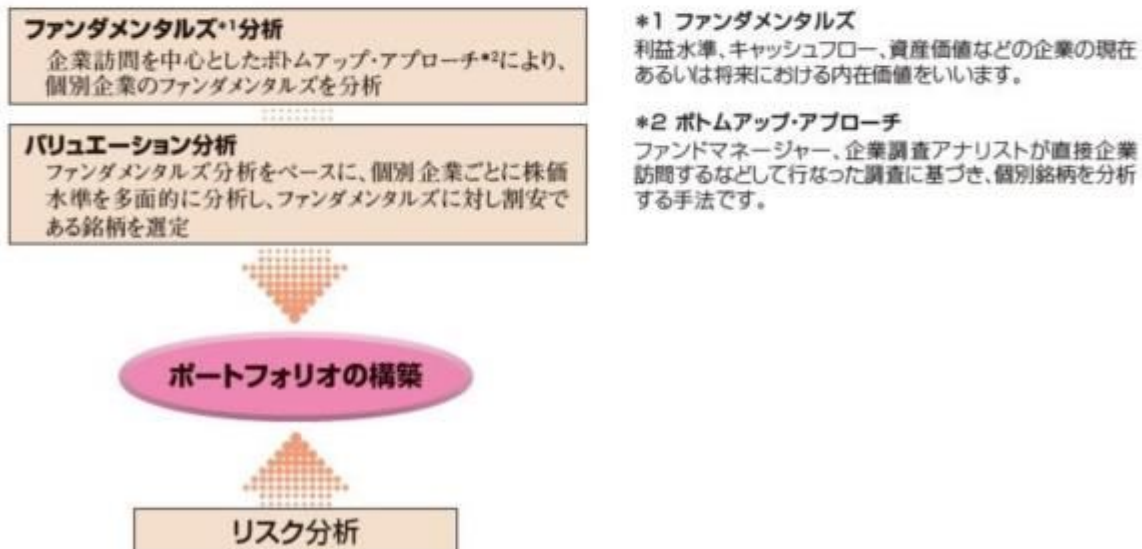 ファンダメンタルズ*1分析
企業訪問を中心としたボトムアップ・アプローチ*2により、
個別企業のファンダメンタルズを分析
バリュエーション分析
ファンダメンタルズ分析をベースに、個別企業ごとに株価
水準を多面的に分析し、ファンダメンタルズに対し割安で
ある銘柄を選定
ポートフォリオの構築
リスク分析
*1 ファンダメンタルズ
利益水準、キャッシュフロー、資産価値などの企業の現在
あるいは将来における内在価値をいいます。
*2 ボトムアップ・アプローチ
ファンドマネージャー、企業調査アナリストが直接企業
訪問するなどして行なった調査に基づき、個別銘柄を分析
する手法です。